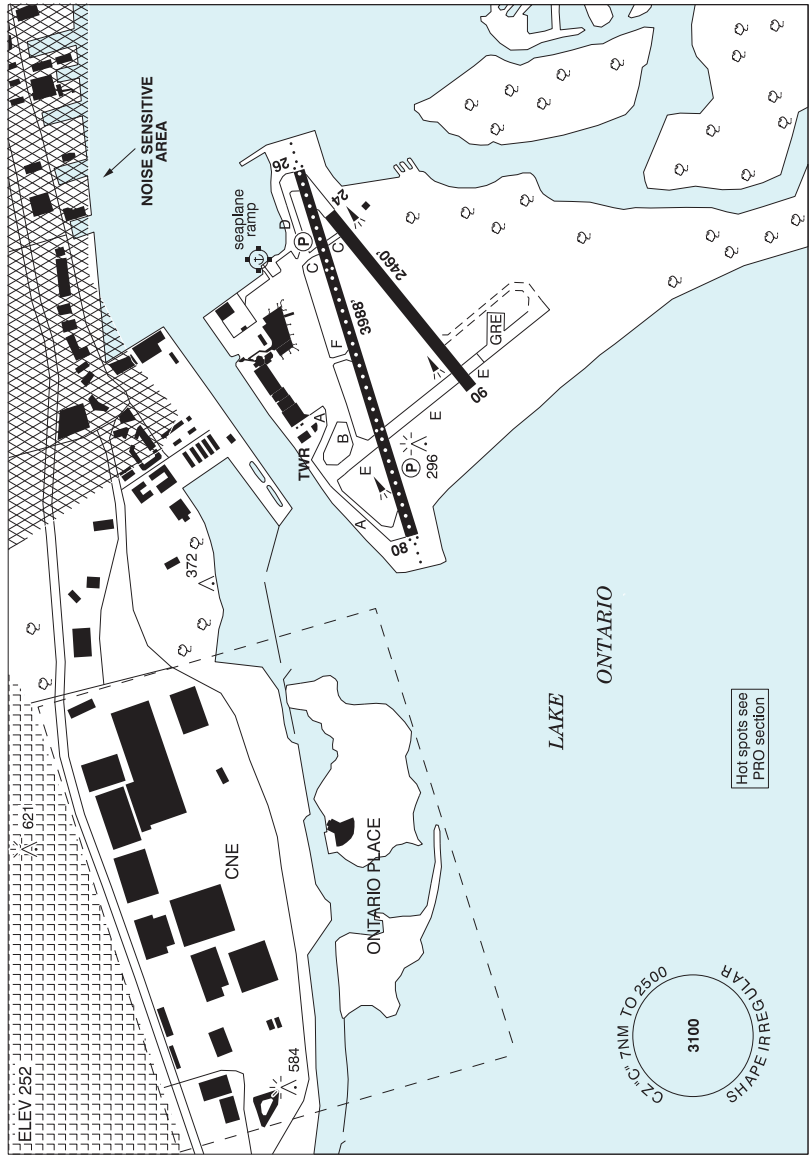 ELEV 252
621
NOISE SENSITIVE
AREA
372
CNE
seaplane
ramp
584
TWR
26
D
P
A
B
C
F
E
A
24
C
3988'
ONTARIO PLACE
2460'
08
P
296
E
06
E
GRE
LAKE
ONTARIO
CZ "C" 7NM TO 2500
3100
SHAPE IRREGULAR
Hot spots see
PRO section